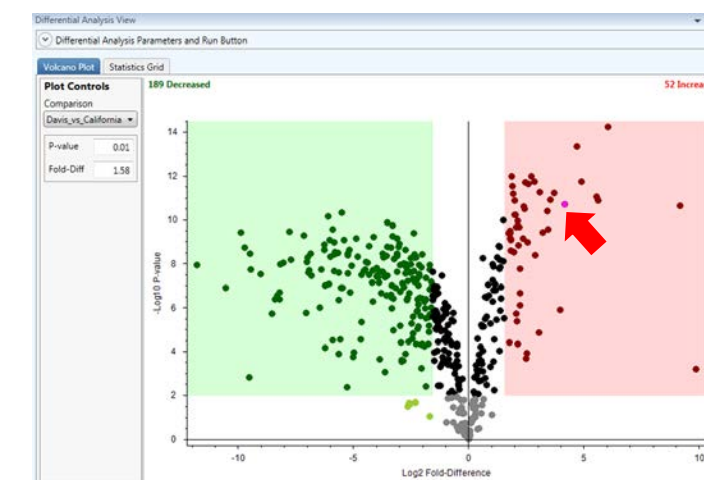 Differential Analysis View
Differential Analysis Parameters and Run Button
Volcano Plot Statistics Grid
Plot Controls
Comparison
Davis_vs_California
P-value 0.01
Fold-Diff 1.58
189 Decreased 52 Increa
14
12
10
8
6
4
2
0
-Log10 P-value
-10 -5 0 5 10
Log2 Fold-Difference